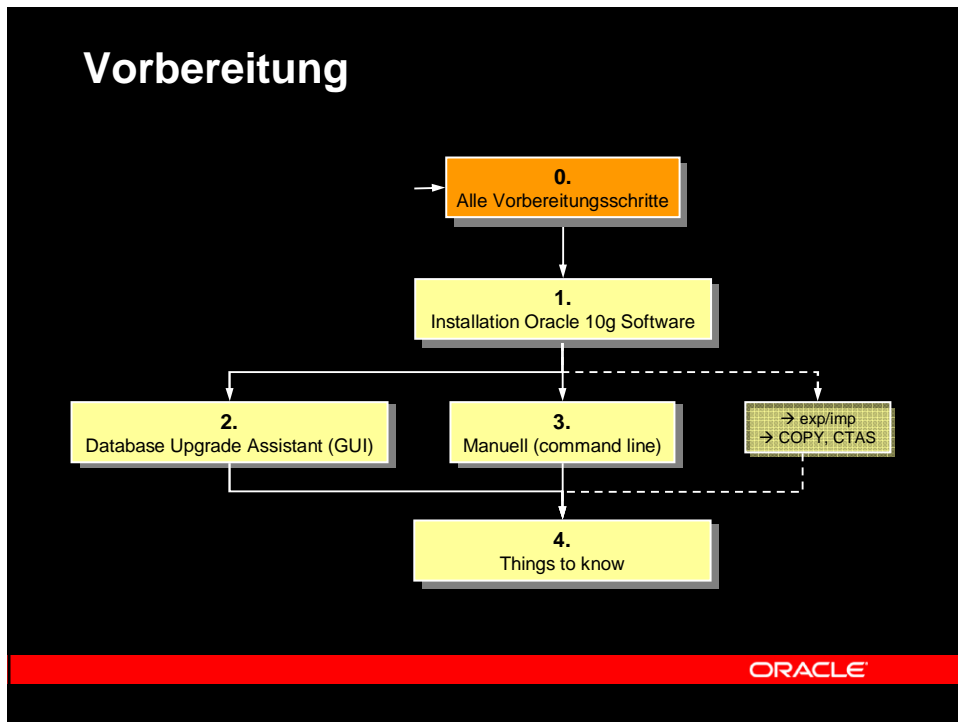 Vorbereitung
0.
Alle Vorbereitungsschritte
1.
Installation Oracle 10g Software
2.
Database Upgrade Assistant (GUI)
3.
Manuell (command line)
→ exp/imp
→ COPY, CTAS
4.
Things to know
ORACLE